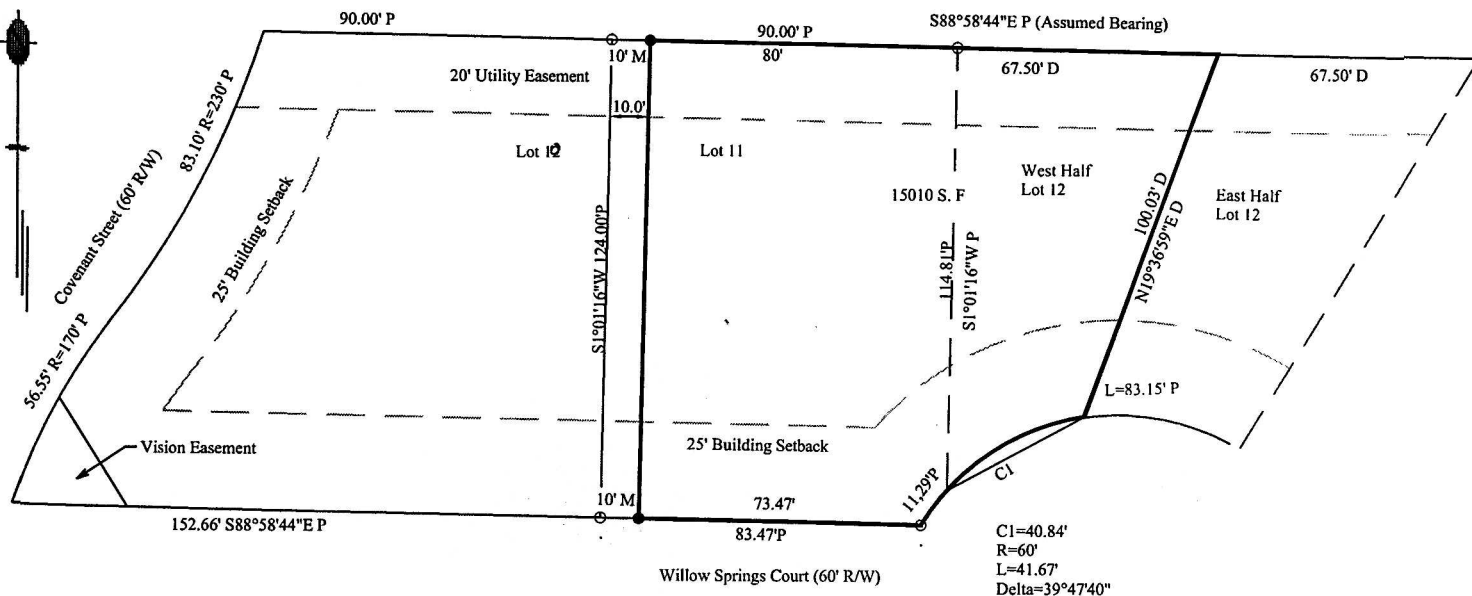 90.00' P
90.00' P
S88°58'44"E P (Assumed Bearing)
10' M
80'
67.50' D
67.50' D
20' Utility Easement
10.0'
83.10' R=230' P
Lot 10
Lot 11
West Half
Lot 12
East Half
Lot 12
15010 S. F
Covenant Street (60' R/W)
25' Building Setback
100.03' D
N19°36'59"E D
S1°01'16"W 124.00'P
114.81'P
S1°01'16"W P
56.55' R=170' P
L=83.15' P
Vision Easement
25' Building Setback
C1
11.29'P
10' M
73.47'
152.66' S88°58'44"E P
83.47'P
C1=40.84'
R=60'
L=41.67'
Delta=39°47'40"
Willow Springs Court (60' R/W)